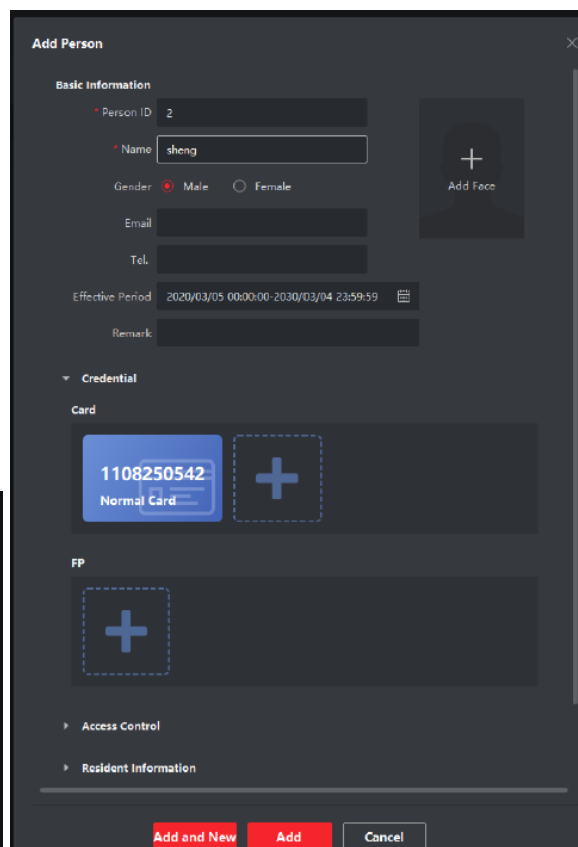 Add Person
Basic Information
* Person ID 2
* Name sheng
Gender Male Female
Add Face
Email
Tel.
Effective Period 2020/03/05 00:00:00-2030/03/04 23:59:59
Remark
Credential
Card
1108250542
Normal Card
FP
Access Control
Resident Information
Add and New Add Cancel